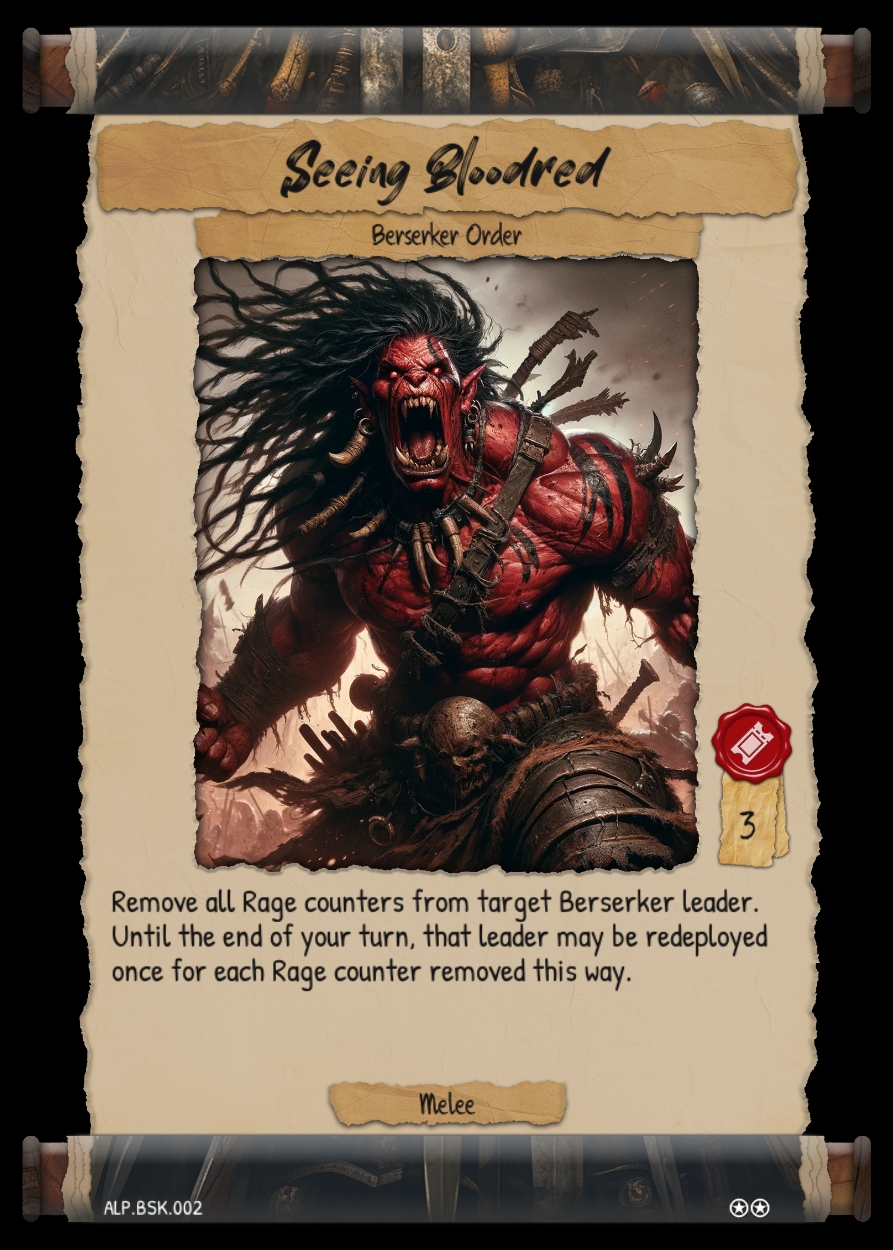 Seeing Bloodred
Berserker Order
3
Remove all Rage counters from target Berserker leader.
Until the end of your turn, that leader may be redeployed
once for each Rage counter removed this way.
Melee
ALP.BSK.002